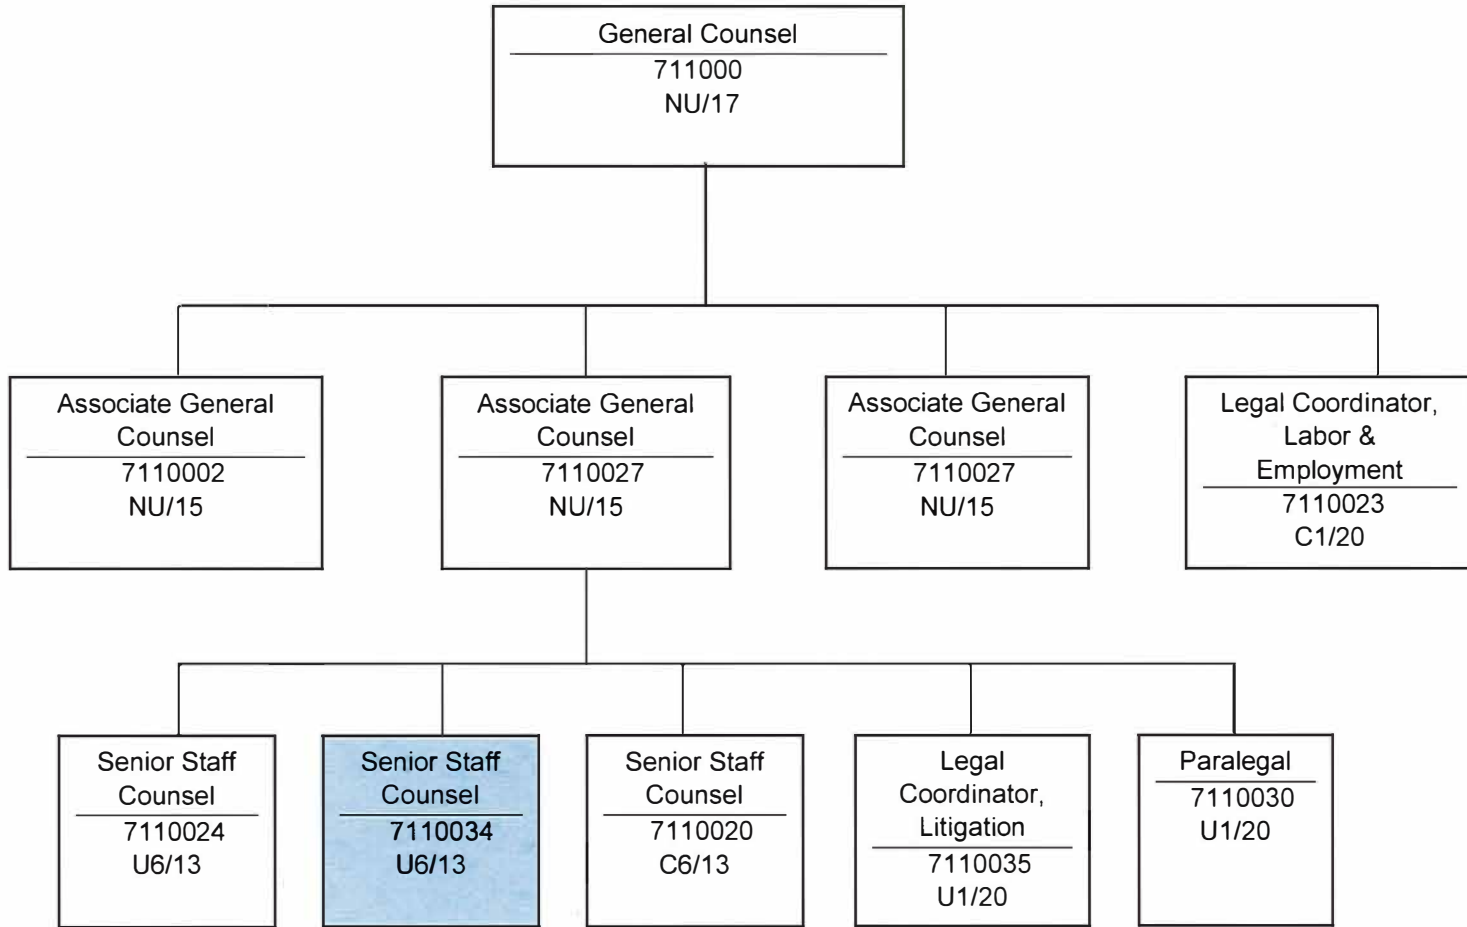 General Counsel
711000
NU/17
Associate General
Counsel
7110002
NU/15
Associate General
Counsel
7110027
NU/15
Associate General
Counsel
7110027
NU/15
Legal Coordinator,
Labor &
Employment
7110023
C1/20
Senior Staff
Counsel
7110024
U6/13
Senior Staff
Counsel
7110034
U6/13
Senior Staff
Counsel
7110020
C6/13
Legal
Coordinator,
Litigation
7110035
U1/20
Paralegal
7110030
U1/20